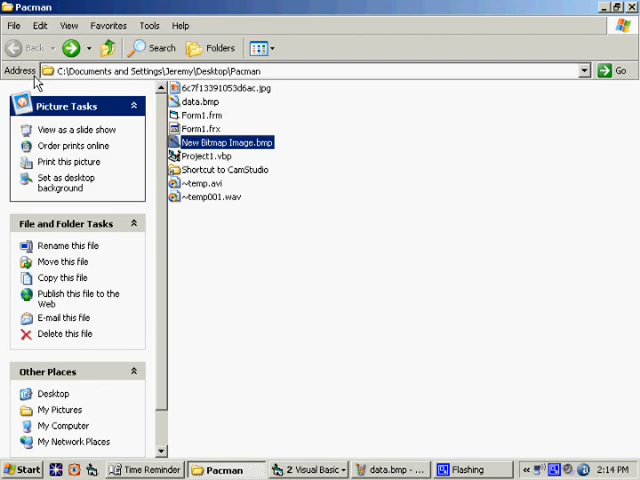 Pacman
File Edit View Favorites Tools Help
Back Search Folders
Address C:\Documents and Settings\Jeremy\Desktop\Pacman Go
Picture Tasks
View as a slide show
Order prints online
Print this picture
Set as desktop
background
File and Folder Tasks
Rename this file
Move this file
Copy this file
Publish this file to the
Web
E-mail this file
Delete this file
Other Places
Desktop
My Pictures
My Computer
My Network Places
6c7f13391053d6ac.jpg
data.bmp
Form1.frm
Form1.frx
New Bitmap Image.bmp
Project1.vbp
Shortcut to CamStudio
~temp.avi
~temp001.wav
Start Time Reminder Pacman 2 Visual Basic data.bmp - ... Flashing 2:14 PM